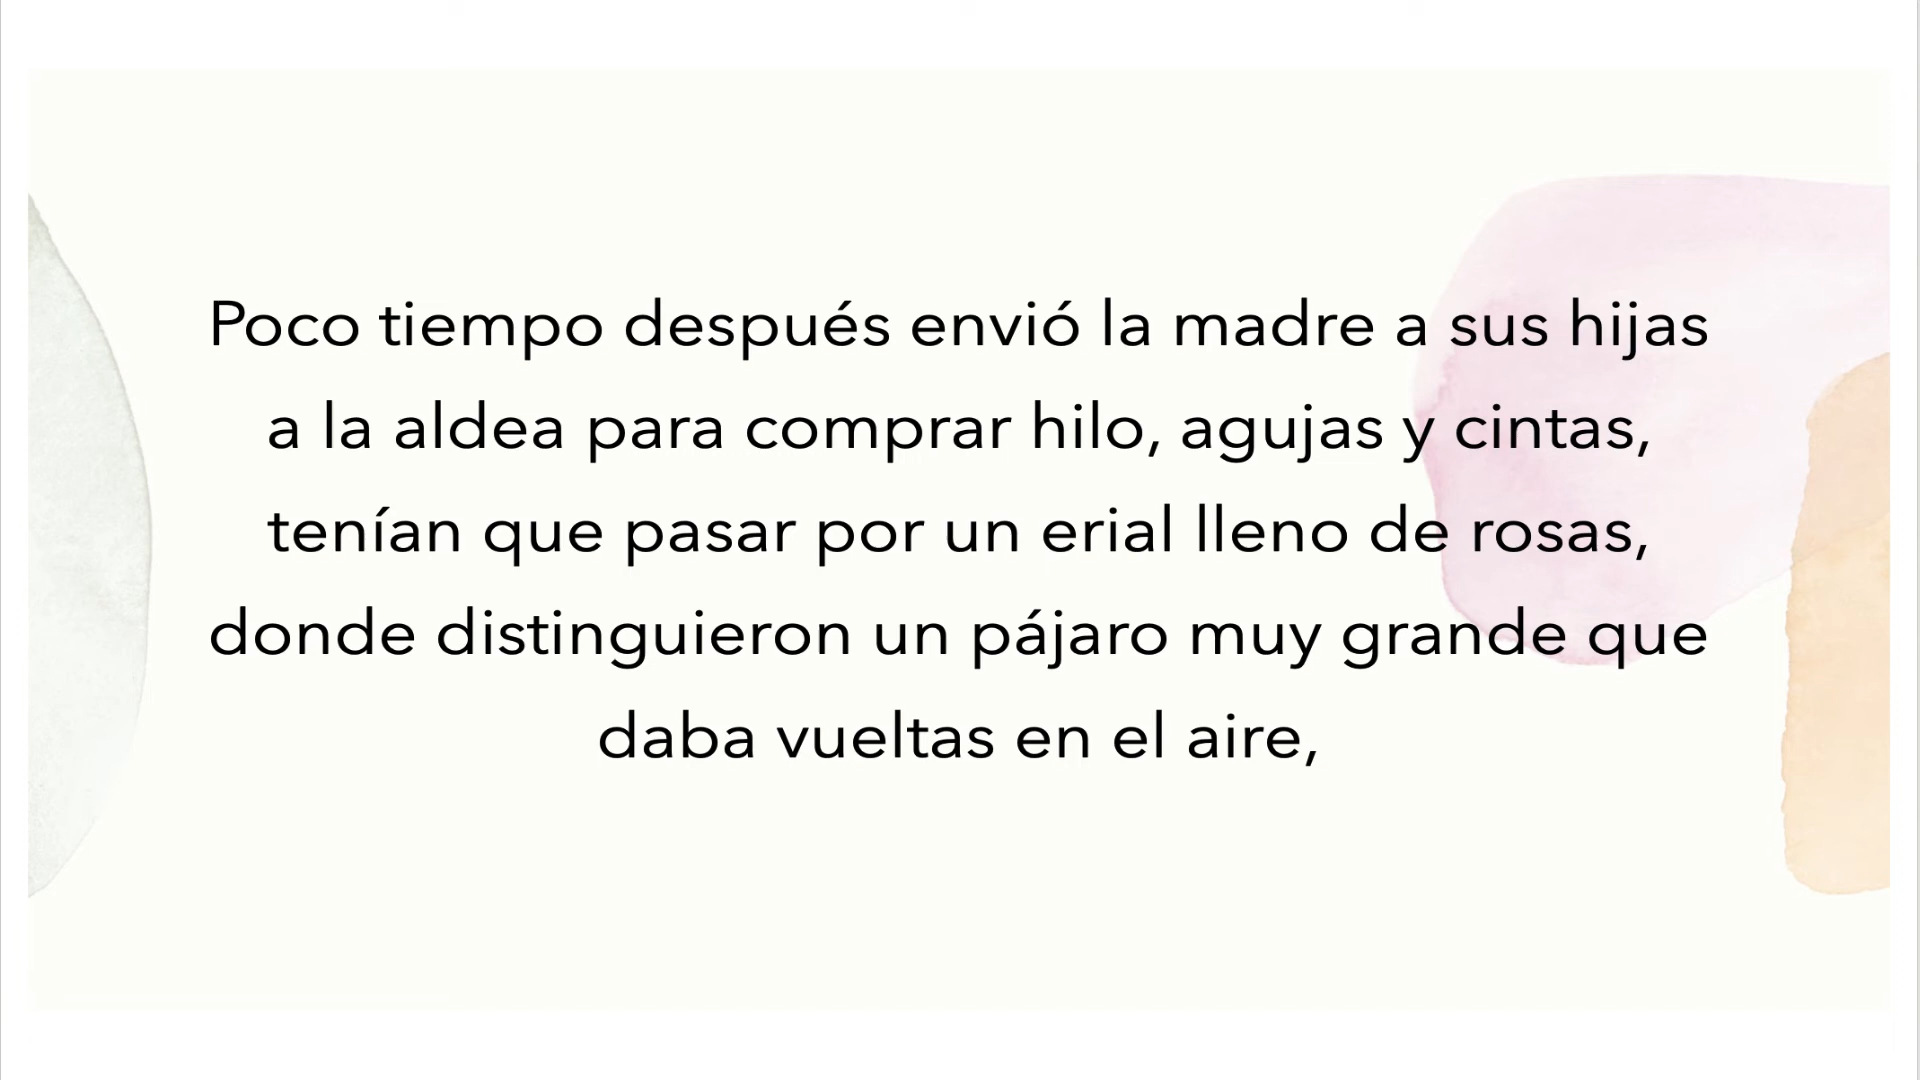 Poco tiempo después envió la madre a sus hijas
a la aldea para comprar hilo, agujas y cintas,
tenían que pasar por un erial lleno de rosas,
donde distinguieron un pájaro muy grande que
daba vueltas en el aire,